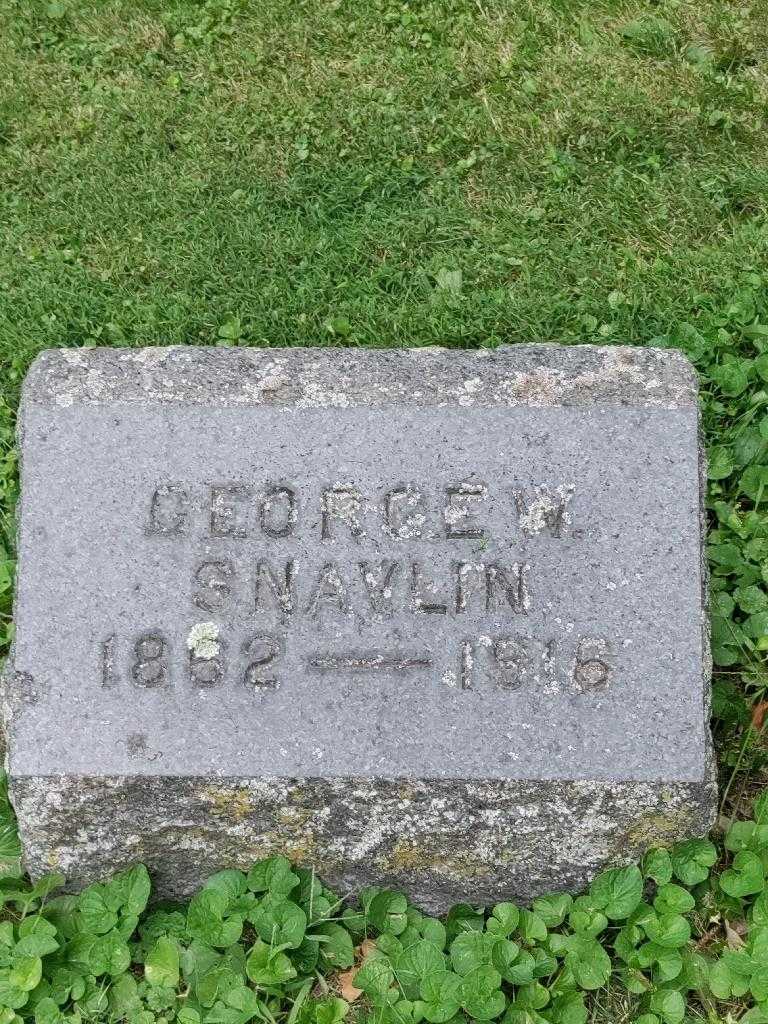 GEORGE W.
SNAVLIN
1862 — 1916